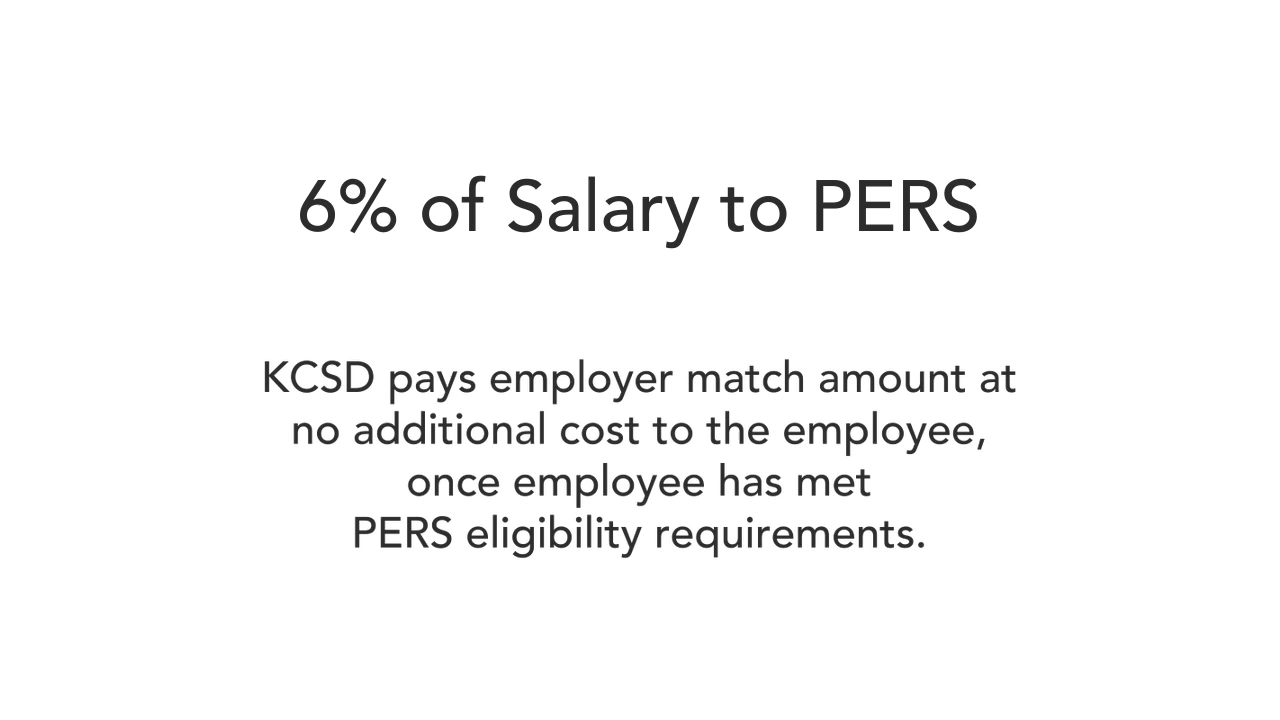 6% of Salary to PERS
KCSD pays employer match amount at
no additional cost to the employee,
once employee has met
PERS eligibility requirements.